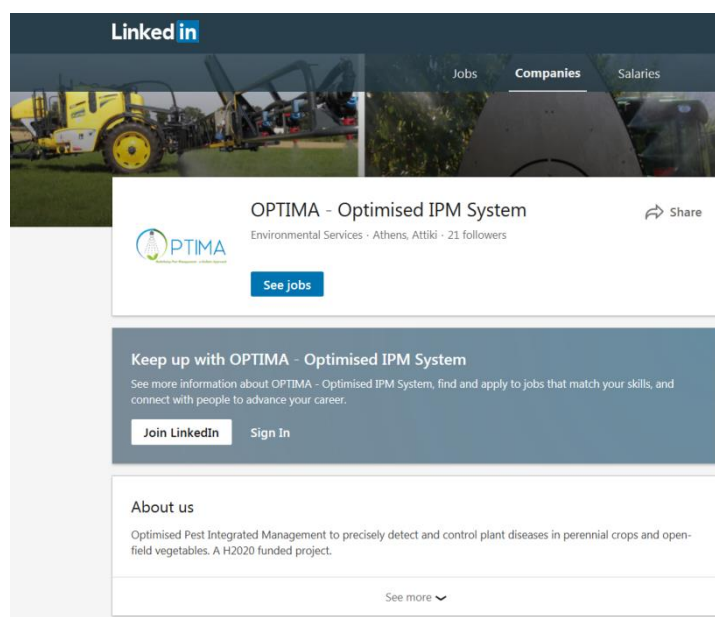 Linked in
Jobs Companies Salaries
OPTIMA - Optimised IPM System
Share
Environmental Services · Athens, Attiki · 21 followers
PTIMA
See jobs
Keep up with OPTIMA - Optimised IPM System
See more information about OPTIMA - Optimised IPM System, find and apply to jobs that match your skills, and
connect with people to advance your career.
Join LinkedIn Sign In
About us
Optimised Pest Integrated Management to precisely detect and control plant diseases in perennial crops and open-
field vegetables. A H2020 funded project.
See more